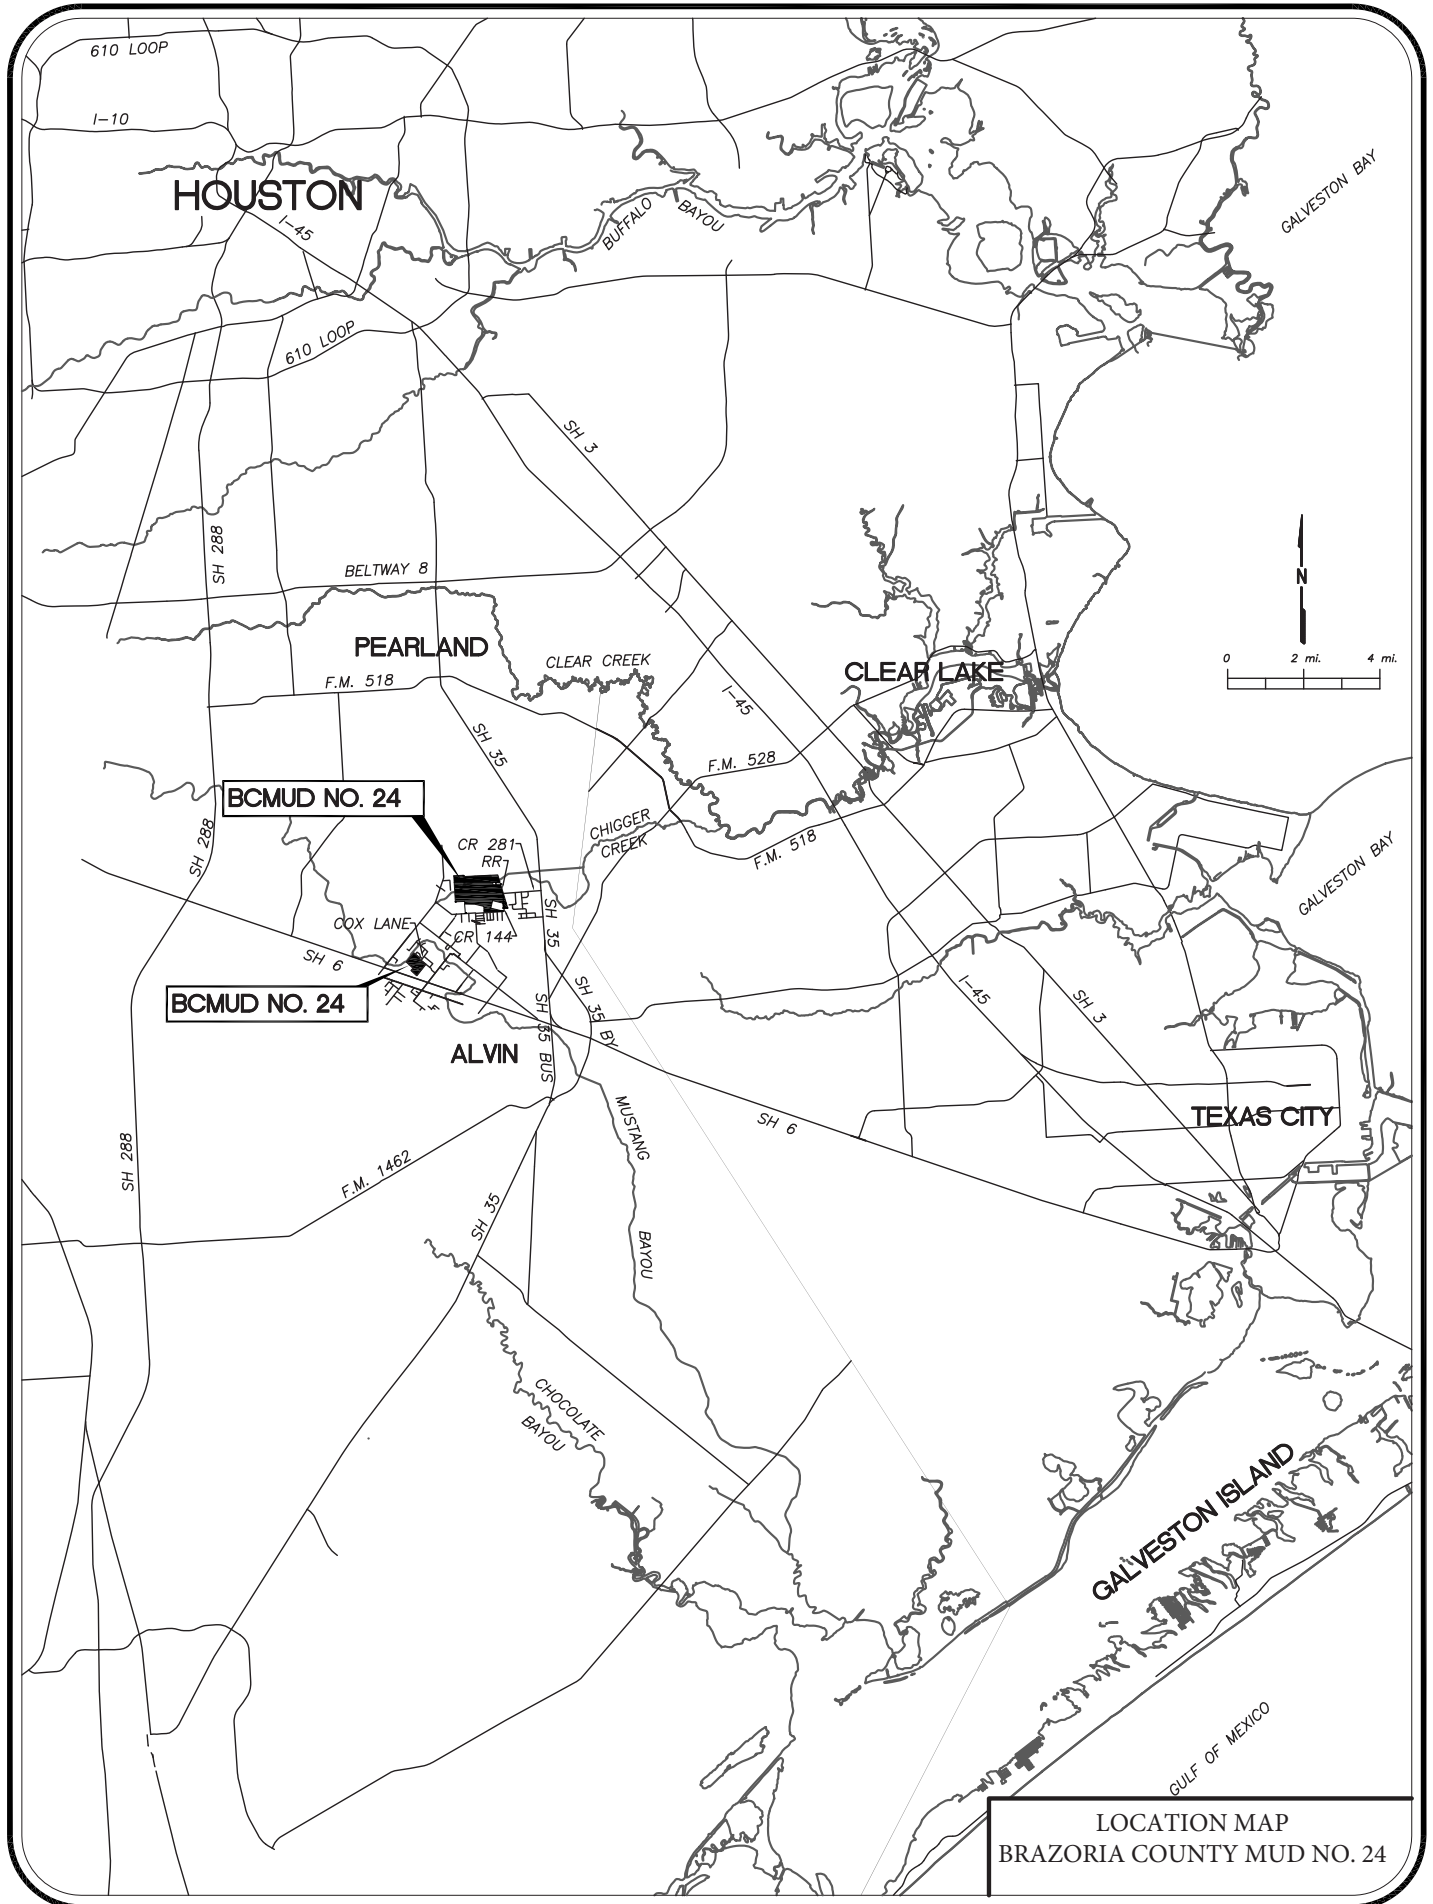 610 LOOP
I-10
HOUSTON
I-45
BUFFALO
BAYOU
GALVESTON BAY
610 LOOP
SH 3
SH 288
BELTWAY 8
N
PEARLAND
CLEAR CREEK
CLEAR LAKE
0 2 mi. 4 mi.
F.M. 518
I-45
SH 35
F.M. 528
BCMUD NO. 24
CHIGGER
CREEK
SH 288
CR 281
RR
F.M. 518
GALVESTON BAY
COX LANE
CR 144
SH 35
SH 6
BCMUD NO. 24
SH 35 BY
I-45
SH 3
SH 35 BUS
ALVIN
MUSTANG
SH 6
TEXAS CITY
SH 288
F.M. 1462
SH 35
BAYOU
CHOCOLATE
BAYOU
GALVESTON ISLAND
GULF OF MEXICO
LOCATION MAP
BRAZORIA COUNTY MUD NO. 24